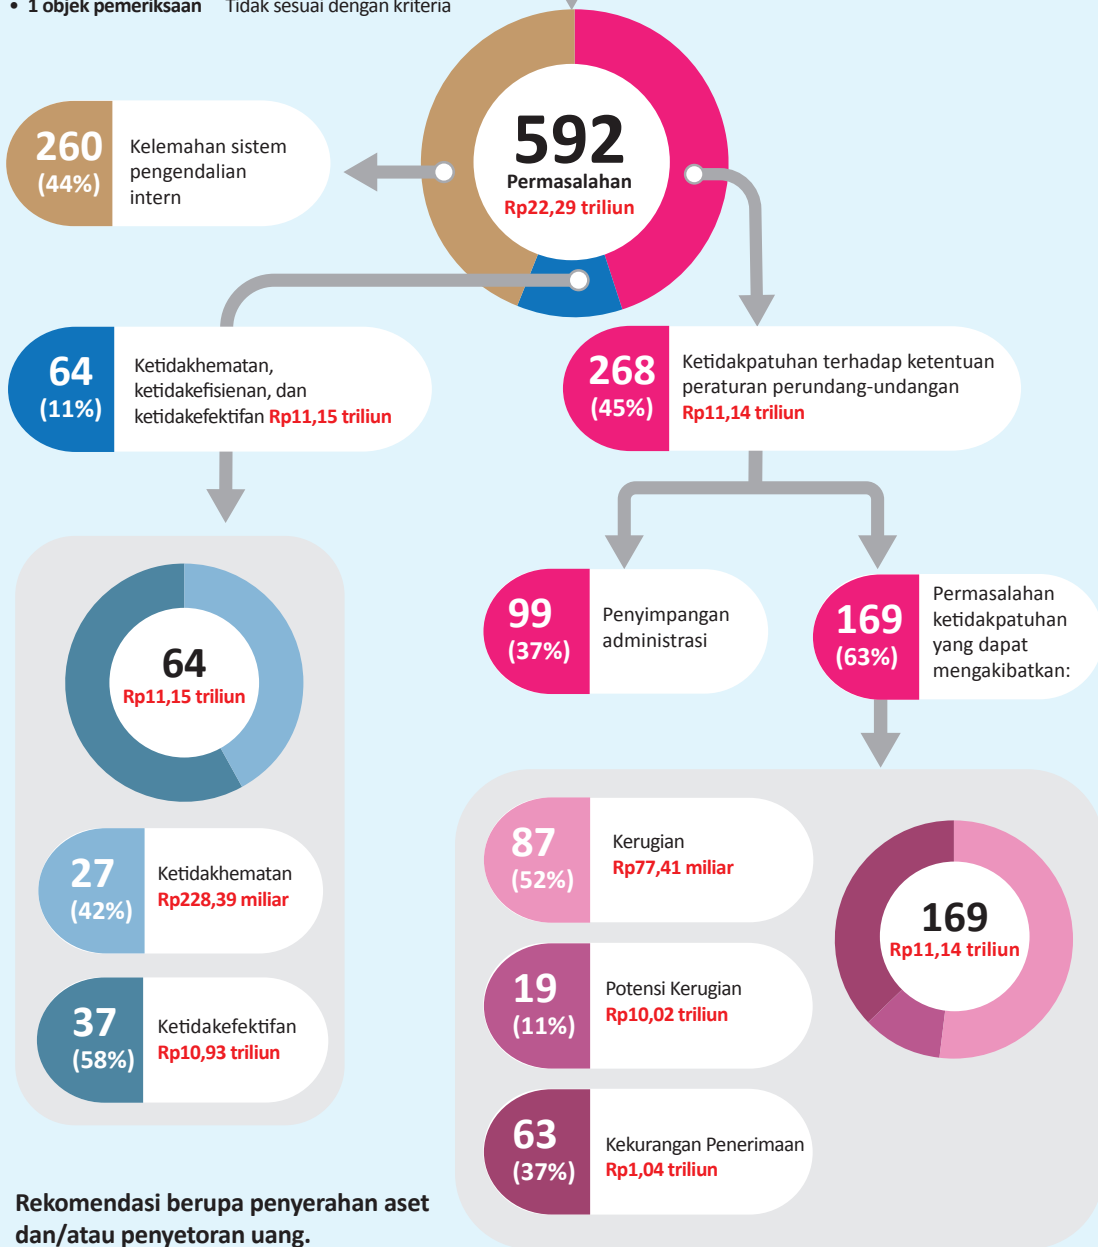 • 1 objek pemeriksaan Tidak sesuai dengan kriteria
592
Permasalahan
Rp22,29 triliun
260
(44%)
Kelemahan sistem
pengendalian
intern
64
(11%)
Ketidakhematan,
ketidakefisienan, dan
ketidakefektifan Rp11,15 triliun
268
(45%)
Ketidakpatuhan terhadap ketentuan
peraturan perundang-undangan
Rp11,14 triliun
64
Rp11,15 triliun
27
(42%)
Ketidakhematan
Rp228,39 miliar
37
(58%)
Ketidakefektifan
Rp10,93 triliun
99
(37%)
Penyimpangan
administrasi
169
(63%)
Permasalahan
ketidakpatuhan
yang dapat
mengakibatkan:
87
(52%)
Kerugian
Rp77,41 miliar
19
(11%)
Potensi Kerugian
Rp10,02 triliun
63
(37%)
Kekurangan Penerimaan
Rp1,04 triliun
169
Rp11,14 triliun
Rekomendasi berupa penyerahan aset
dan/atau penyetoran uang.